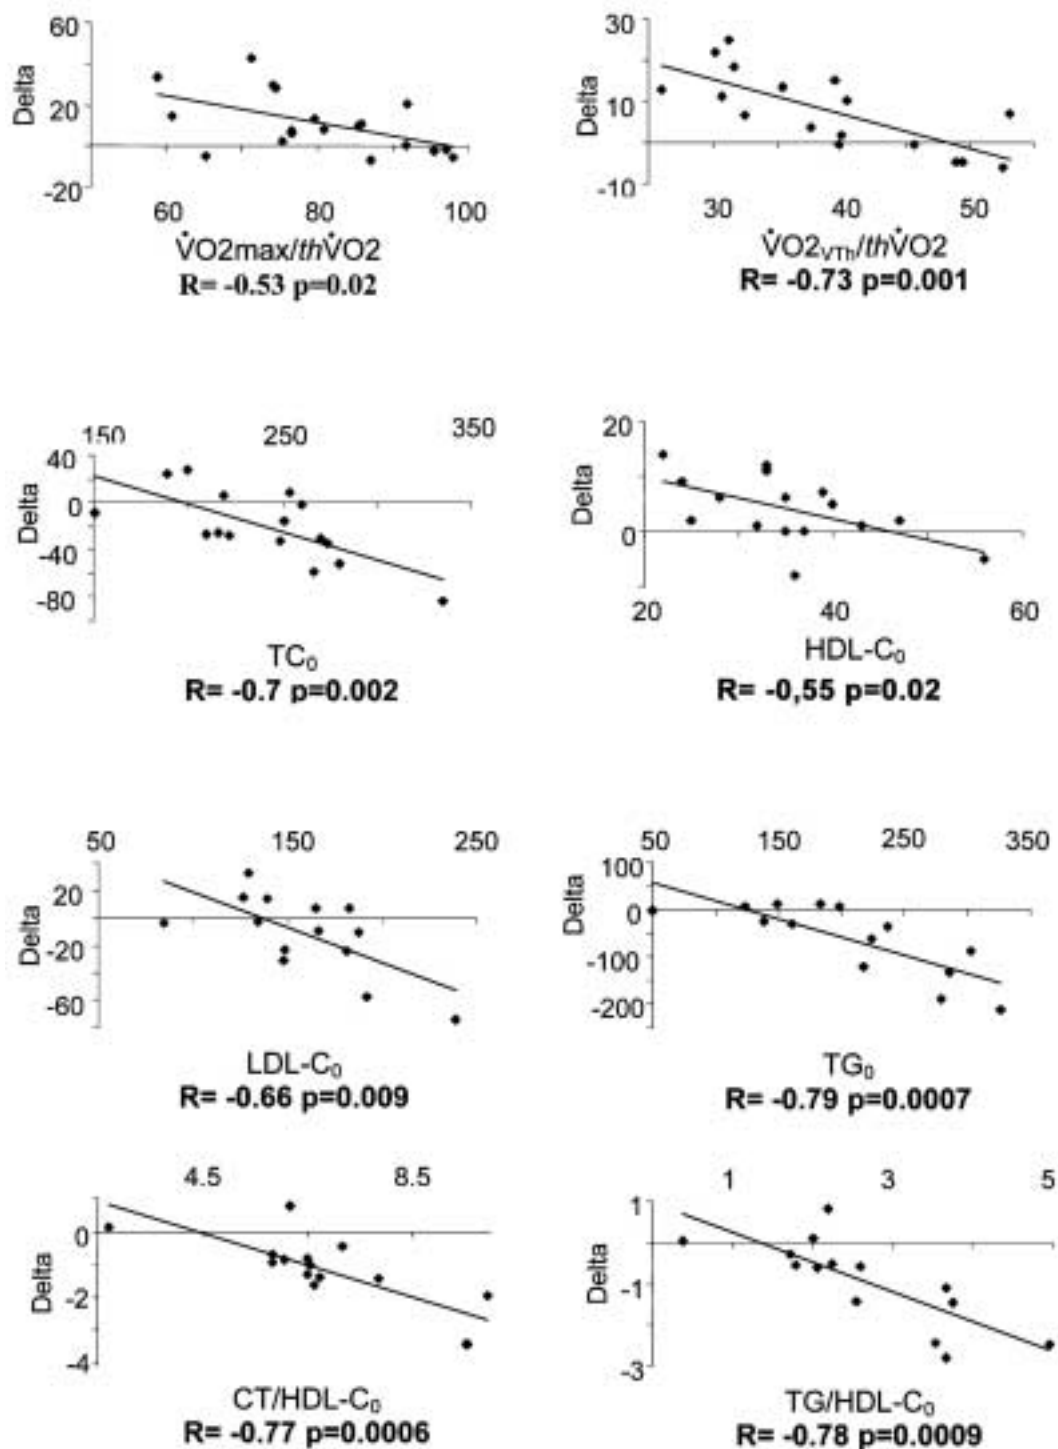 60
20
-20
Delta
60 80 100
V̇O2max/thV̇O2
R= -0.53 p=0.02
30
10
-10
Delta
30 40 50
V̇O2VTh/thV̇O2
R= -0.73 p=0.001
150 250 350
40
0
-40
-80
Delta
TC0
R= -0.7 p=0.002
20
0
Delta
20 40 60
HDL-C0
R= -0,55 p=0.02
50 150 250
20
-20
-60
Delta
LDL-C0
R= -0.66 p=0.009
50 150 250 350
100
0
-100
-200
Delta
TG0
R= -0.79 p=0.0007
4.5 8.5
0
-2
-4
Delta
CT/HDL-C0
R= -0.77 p=0.0006
1 3 5
1
-1
-3
Delta
TG/HDL-C0
R= -0.78 p=0.0009